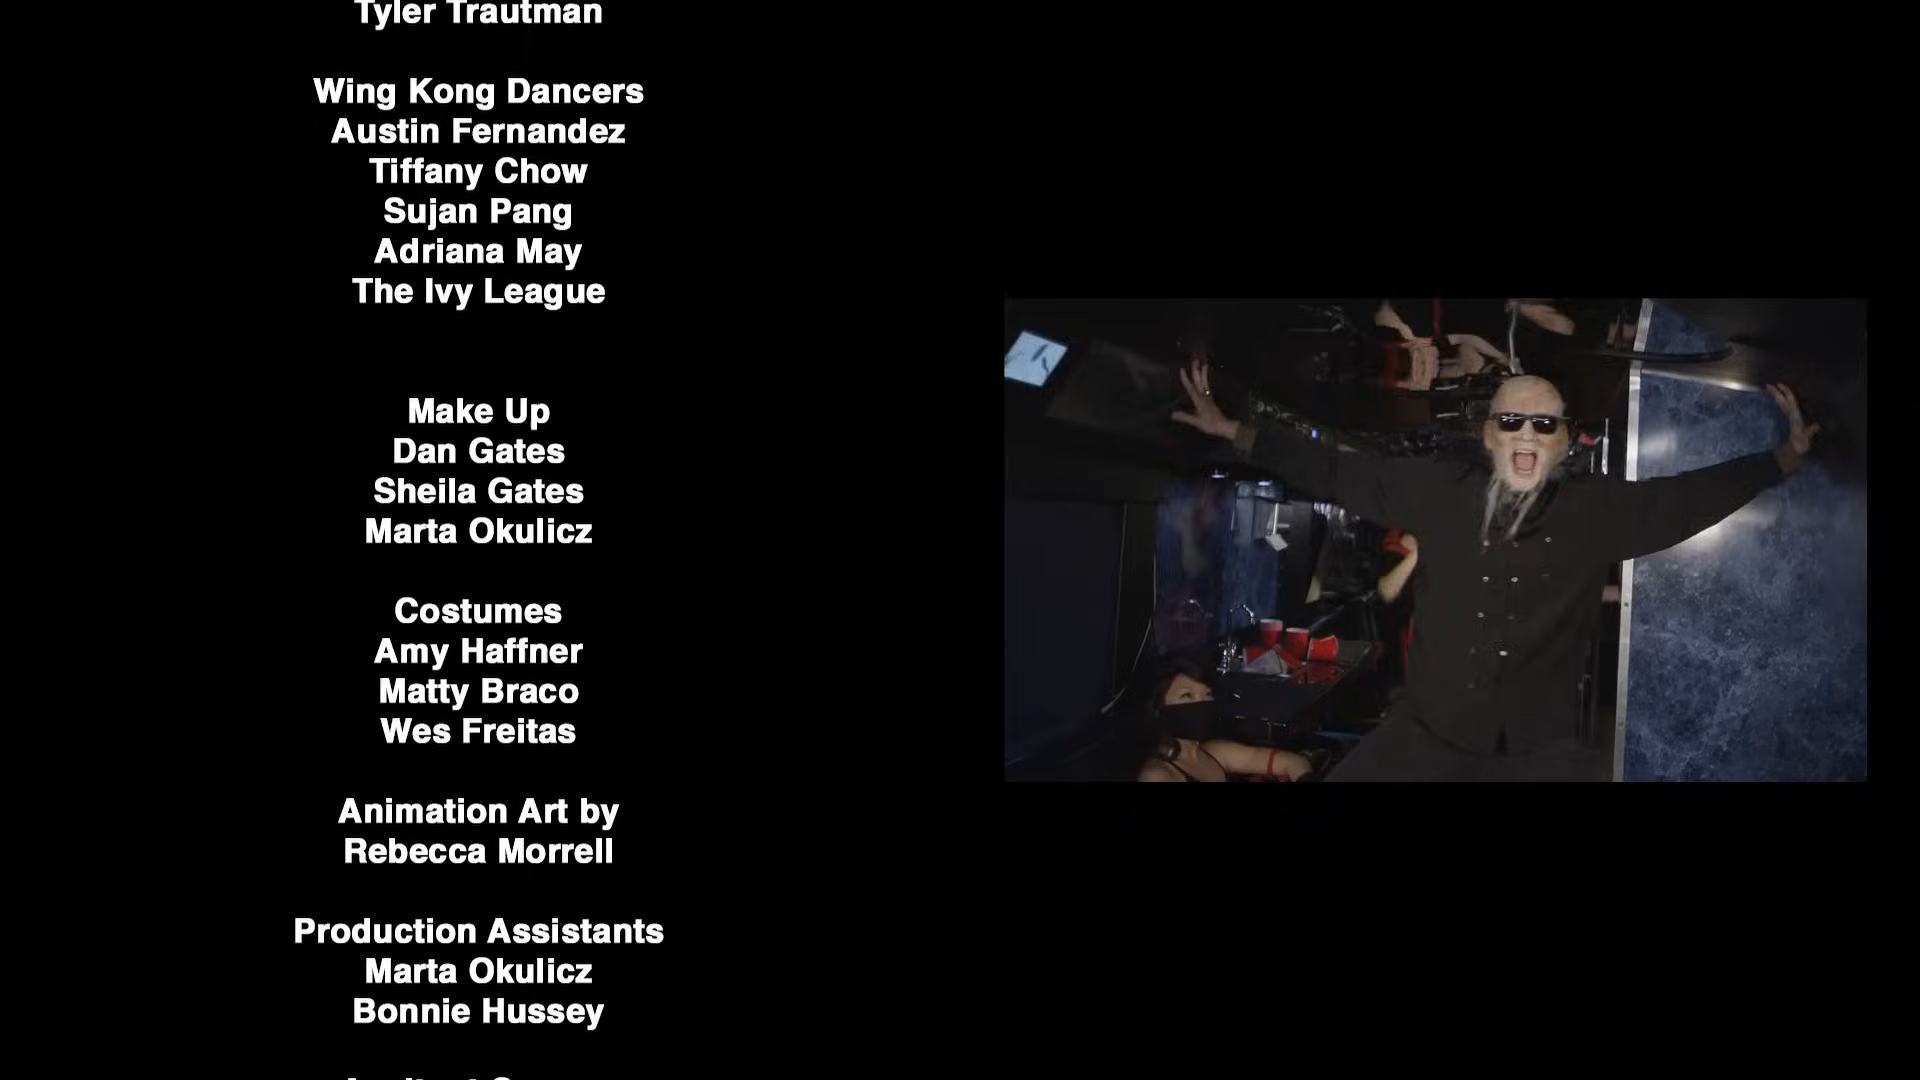 Tyler Trautman
Wing Kong Dancers
Austin Fernandez
Tiffany Chow
Sujan Pang
Adriana May
The Ivy League
Make Up
Dan Gates
Sheila Gates
Marta Okulicz
Costumes
Amy Haffner
Matty Braco
Wes Freitas
Animation Art by
Rebecca Morrell
Production Assistants
Marta Okulicz
Bonnie Hussey